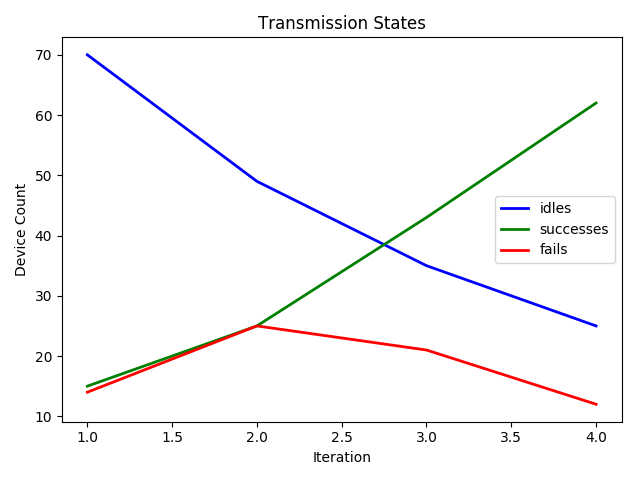 Transmission States
Device Count
70
60
50
40
30
20
10
idles
successes
fails
1.0 1.5 2.0 2.5 3.0 3.5 4.0
Iteration